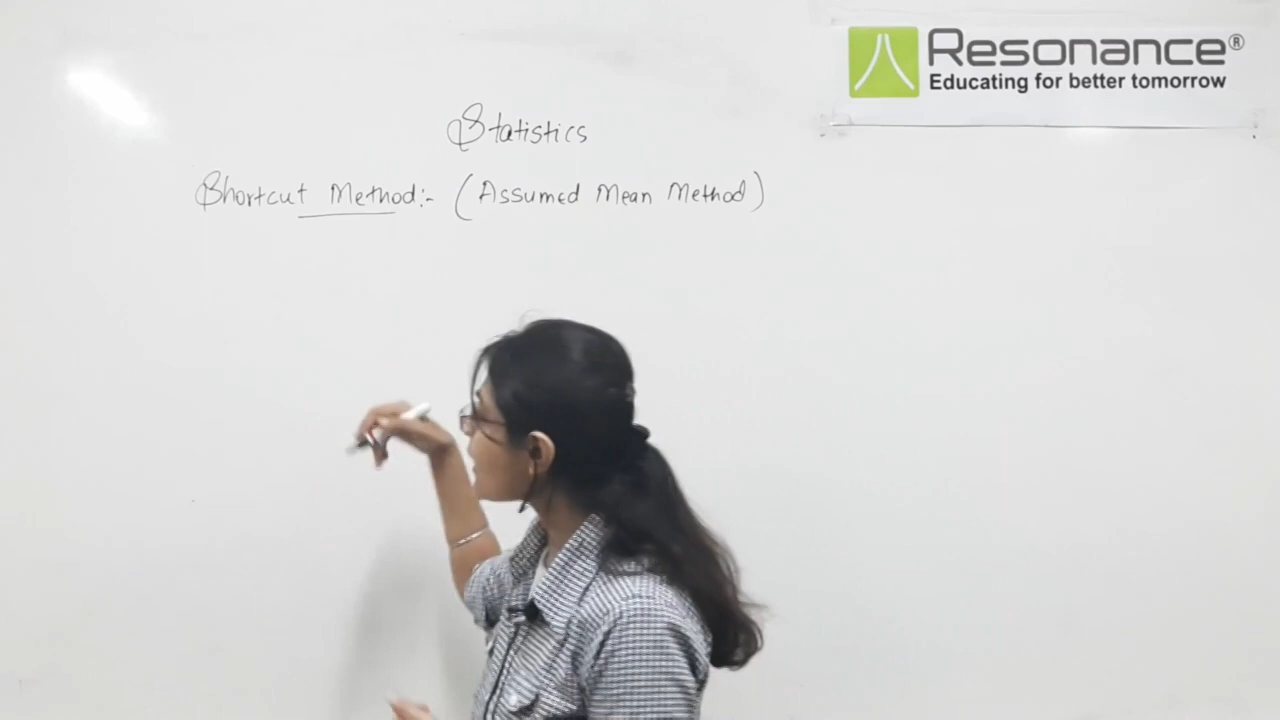 Resonance®
Educating for better tomorrow
Statistics
Shortcut Method:- (Assumed Mean Method)